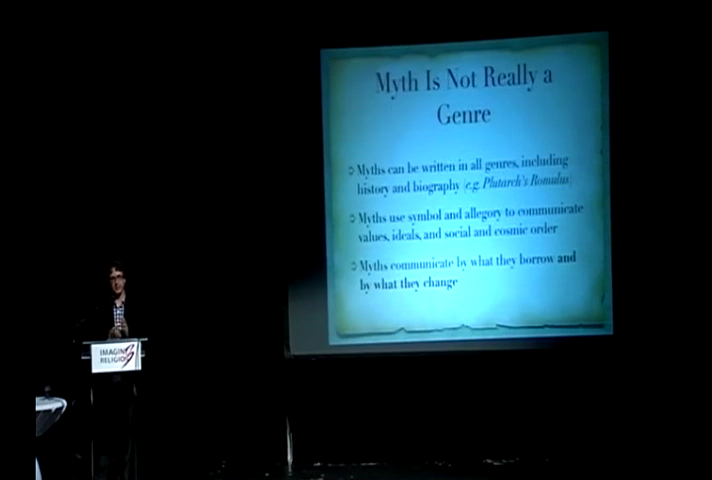 Myth Is Not Really a
Genre
Myths can be written in all genres, including
history and biography (e.g. Plutarch's Romulus)
Myths use symbol and allegory to communicate
values, ideals, and social and cosmic order
Myths communicate by what they borrow and
by what they change
IMAGINE
RELIGION